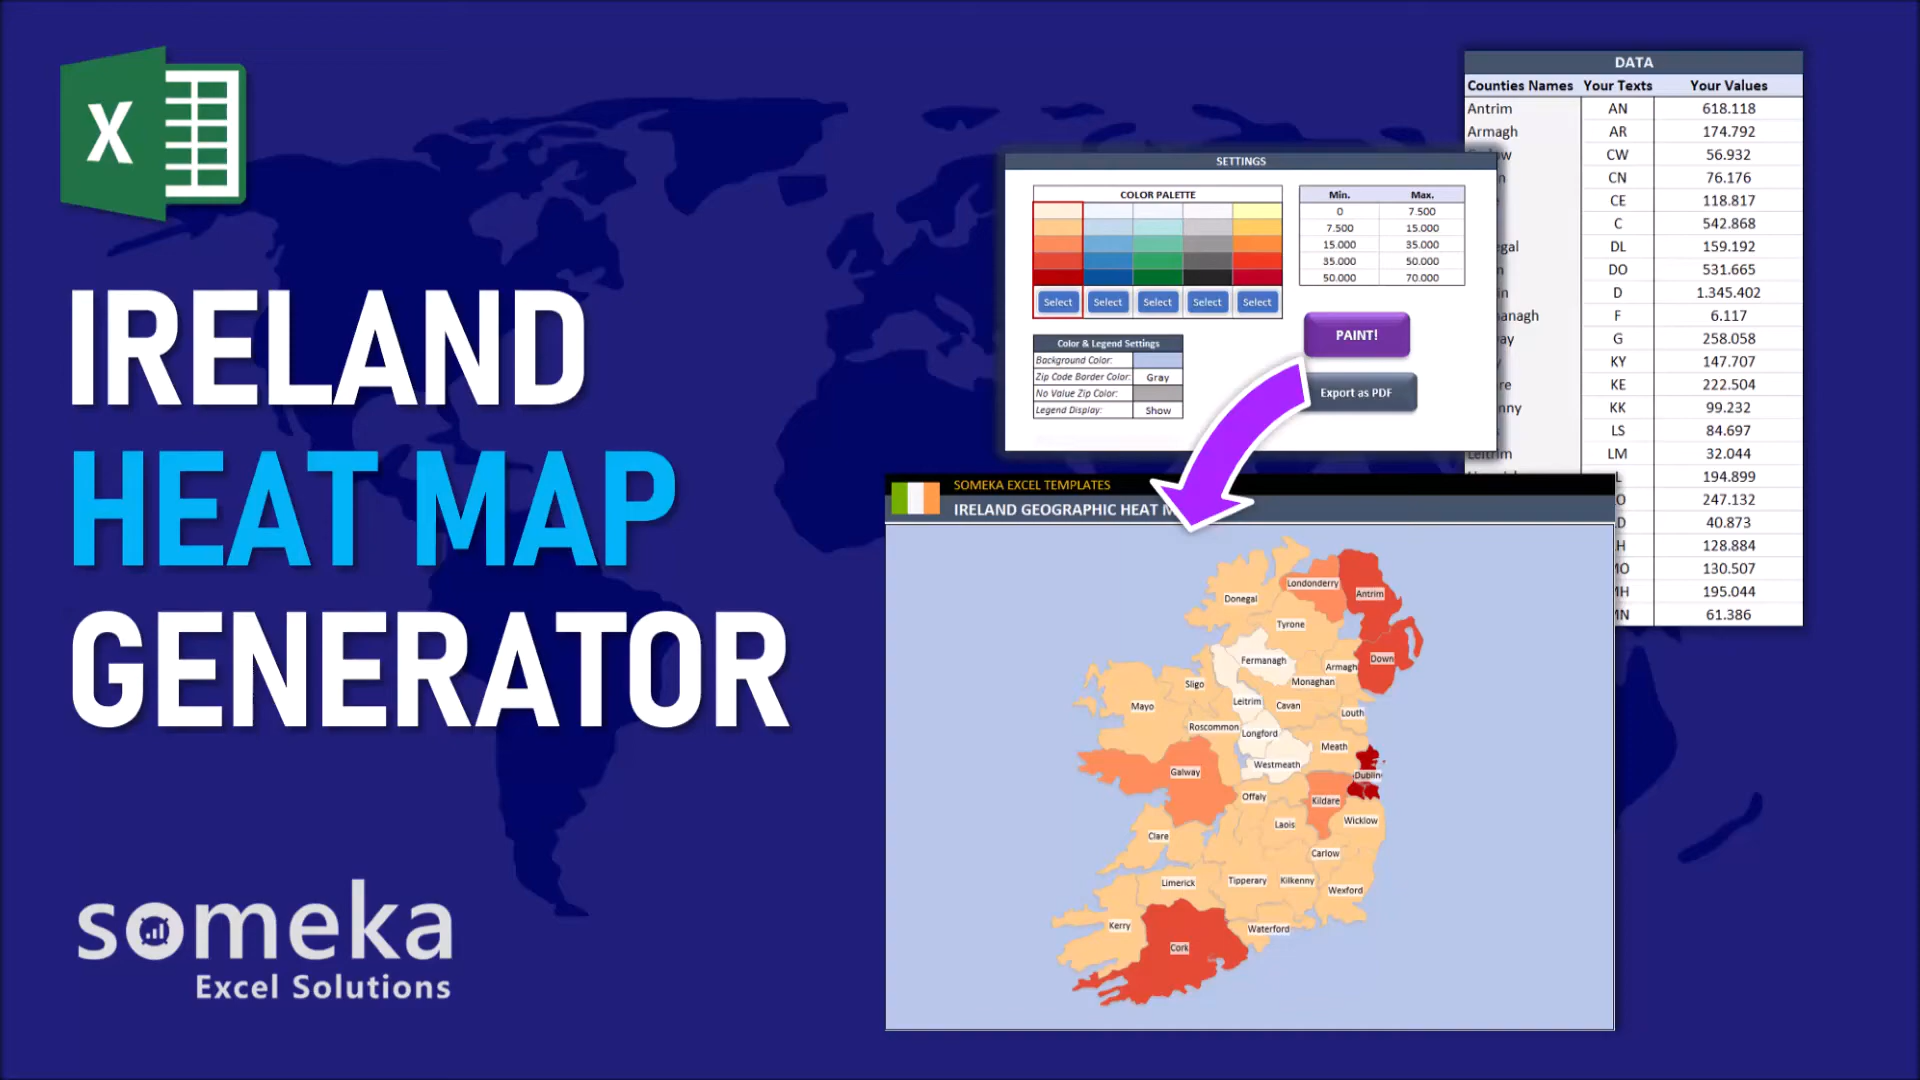 X
IRELAND
HEAT MAP
GENERATOR
someka
Excel Solutions
DATA
Counties Names Your Texts Your Values
Antrim AN 618.118
Armagh AR 174.792
CW 56.932
CN 76.176
CE 118.817
C 542.868
DL 159.192
DO 531.665
D 1.345.402
F 6.117
G 258.058
KY 147.707
KE 222.504
KK 99.232
LS 84.697
Leitrim LM 32.044
L 194.899
247.132
40.873
128.884
130.507
195.044
61.386
SETTINGS
COLOR PALETTE
Select Select Select Select Select
Min. Max.
0 7.500
7.500 15.000
15.000 35.000
35.000 50.000
50.000 70.000
Color & Legend Settings
Background Color:
Zip Code Border Color: Gray
No Value Zip Color:
Legend Display: Show
PAINT!
Export as PDF
SOMEKA EXCEL TEMPLATES
IRELAND GEOGRAPHIC HEAT M
Londonderry
Antrim
Donegal
Tyrone
Down
Fermanagh
Armagh
Monaghan
Sligo
Leitrim
Cavan
Mayo
Louth
Roscommon
Longford
Meath
Westmeath
Galway
Dublin
Offaly
Kildare
Laois
Wicklow
Clare
Carlow
Limerick
Tipperary
Kilkenny
Wexford
Kerry
Waterford
Cork